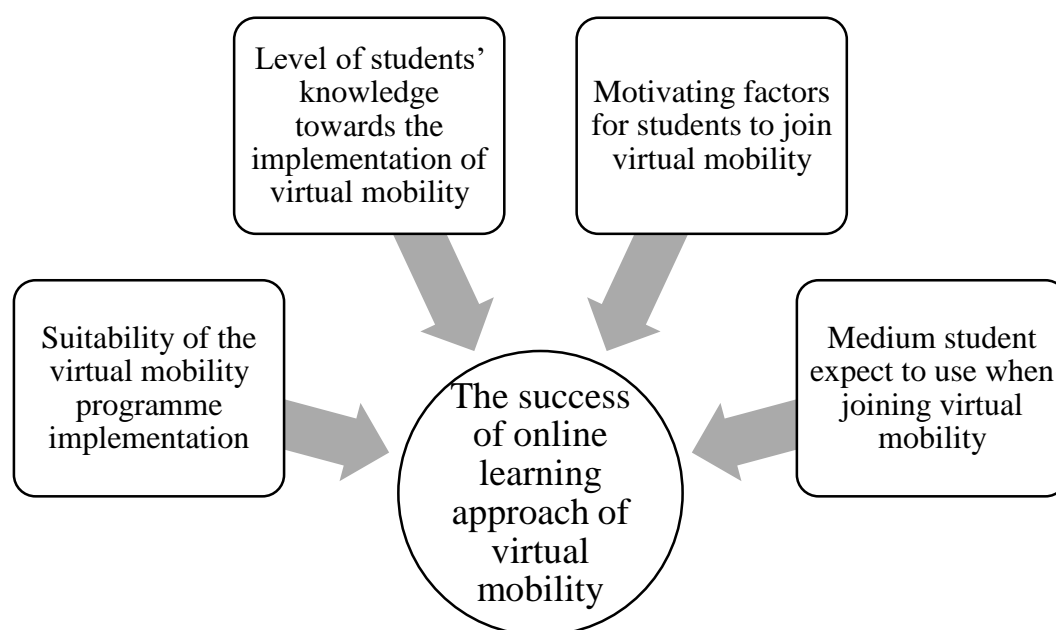 Level of students’
knowledge
towards the
implementation of
virtual mobility
Motivating factors
for students to join
virtual mobility
Suitability of the
virtual mobility
programme
implementation
Medium student
expect to use when
joining virtual
mobility
The success
of online
learning
approach of
virtual
mobility